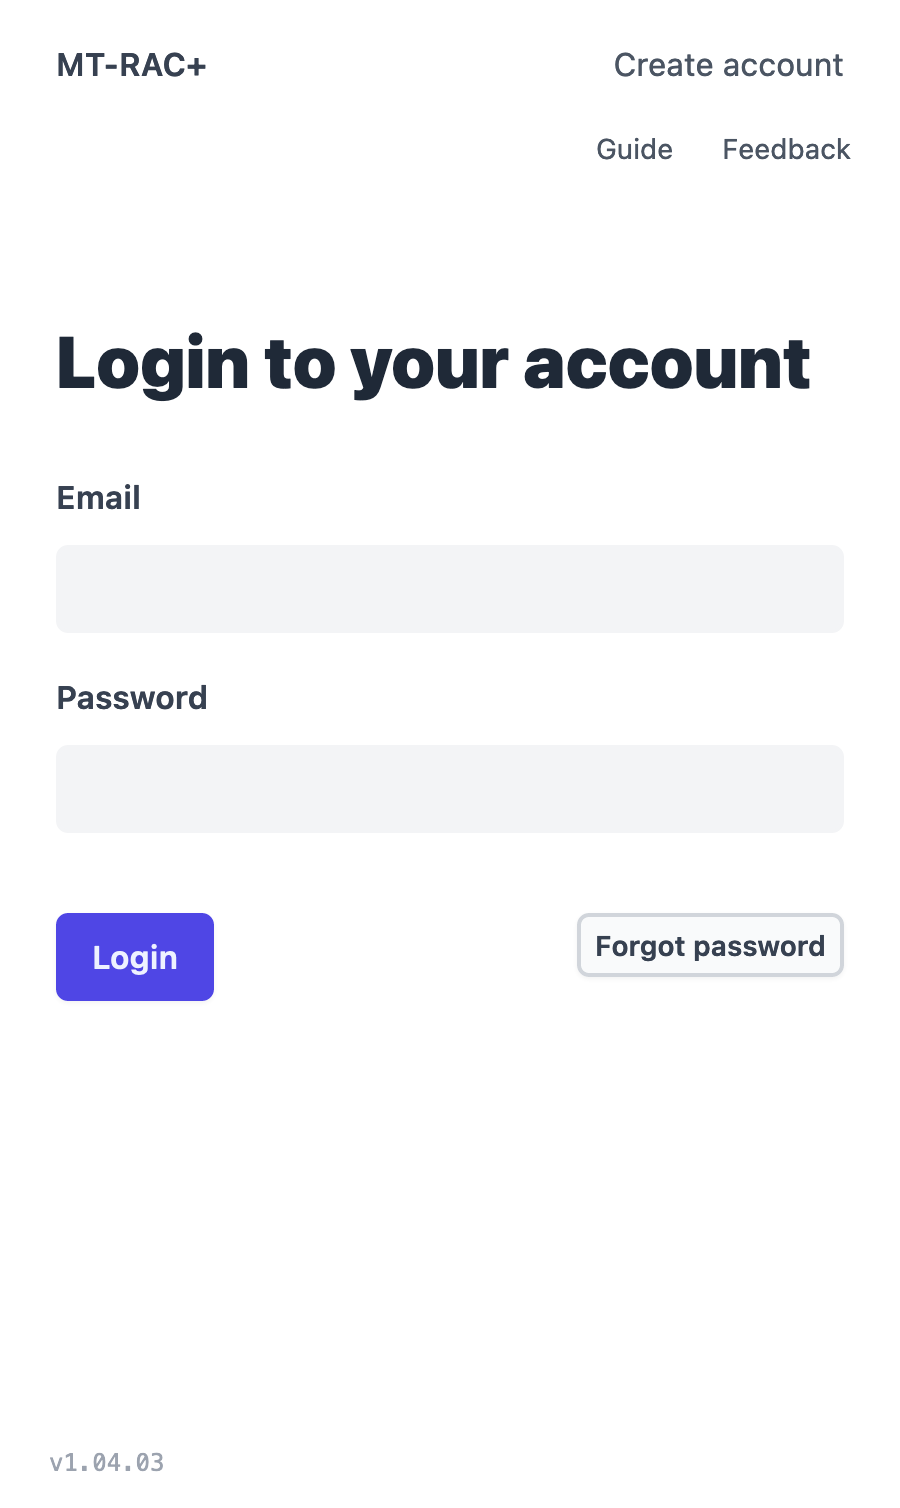 MT-RAC+
Create account
Guide
Feedback
Login to your account
Email
Password
Login
Forgot password
v1.04.03